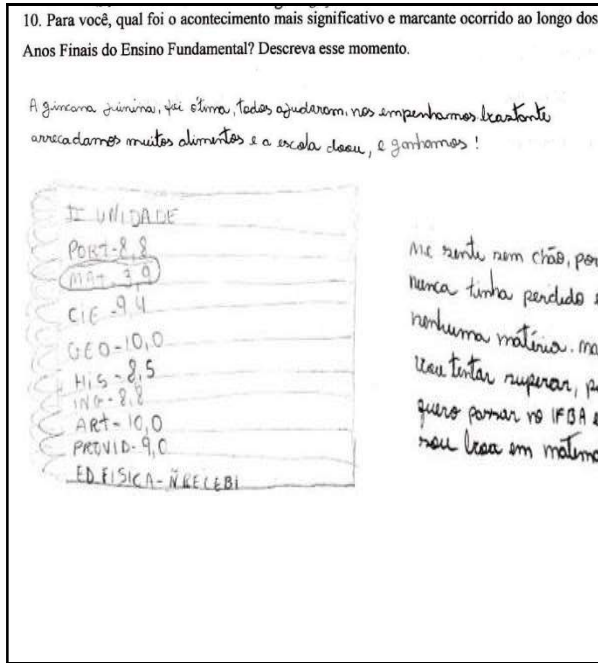 10. Para você, qual foi o acontecimento mais significativo e marcante ocorrido ao longo dos
Anos Finais do Ensino Fundamental? Descreva esse momento.
A gincana junina, foi ótima, todos ajudaram, nos empenhamos bastante
arrecadamos muitos alimentos e a escola doou, e ganhamos!
II UNIDADE
PORT-8,8
MAT-3,9
CIE-9,4
GEO-10,0
HIS-8,5
ING-8,8
ART-10,0
PROVID-9,0
ED FISICA-Ñ RECEBI
Me senti sem chão, por
nunca tinha perdido
nenhuma matéria. ma
vou tentar superar, p
quero passar no IFBA e
sou boa em matema